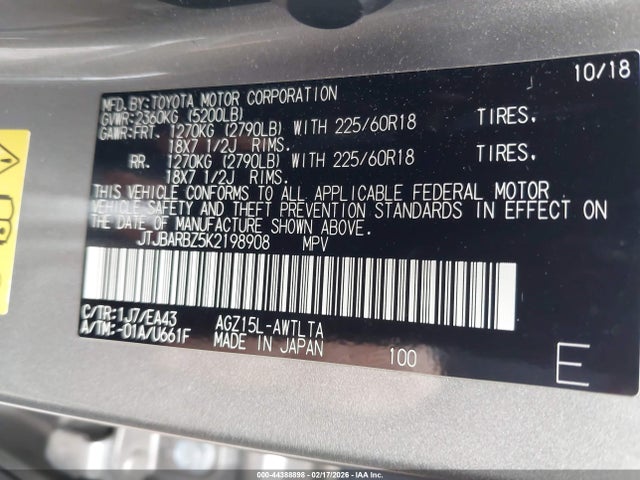 10/18
MFD.BY:TOYOTA MOTOR CORPORATION
GVWR:2360KG (5200LB)
GAWR:FRT. 1270KG (2790LB) WITH 225/60R18 TIRES.
18X7 1/2J RIMS.
RR. 1270KG (2790LB) WITH 225/60R18 TIRES.
18X7 1/2J RIMS.
THIS VEHICLE CONFORMS TO ALL APPLICABLE FEDERAL MOTOR
VEHICLE SAFETY AND THEFT PREVENTION STANDARDS IN EFFECT ON
THE DATE OF MANUFACTURE SHOWN ABOVE.
JTJBARBZ5K2198908 MPV
C/TR:1J7/EA43 AGZ15L-AWTLTA
A/TM:-01A/U661F MADE IN JAPAN 100
E
000-44388898 - 02/17/2026 - IAA Inc.